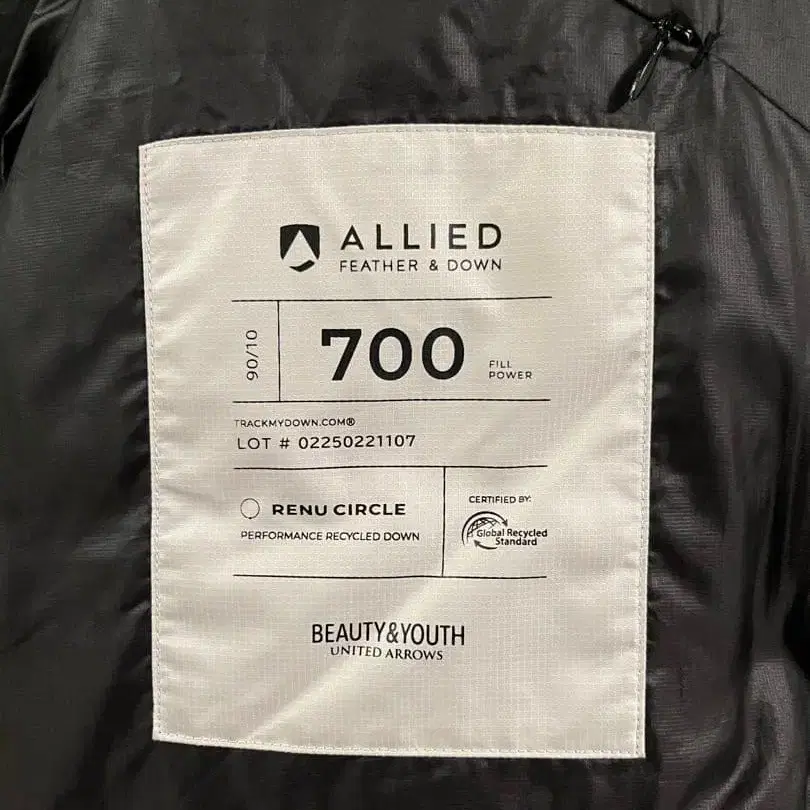 ALLIED
FEATHER & DOWN
90/10
700
FILL
POWER
TRACKMYDOWN.COM®
LOT # 02250221107
RENU CIRCLE
PERFORMANCE RECYCLED DOWN
CERTIFIED BY:
Global Recycled
Standard
BEAUTY&YOUTH
UNITED ARROWS